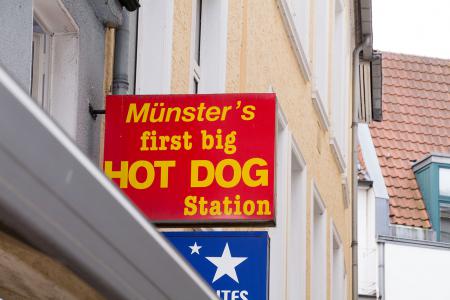 Münster's
first big
HOT DOG
Station